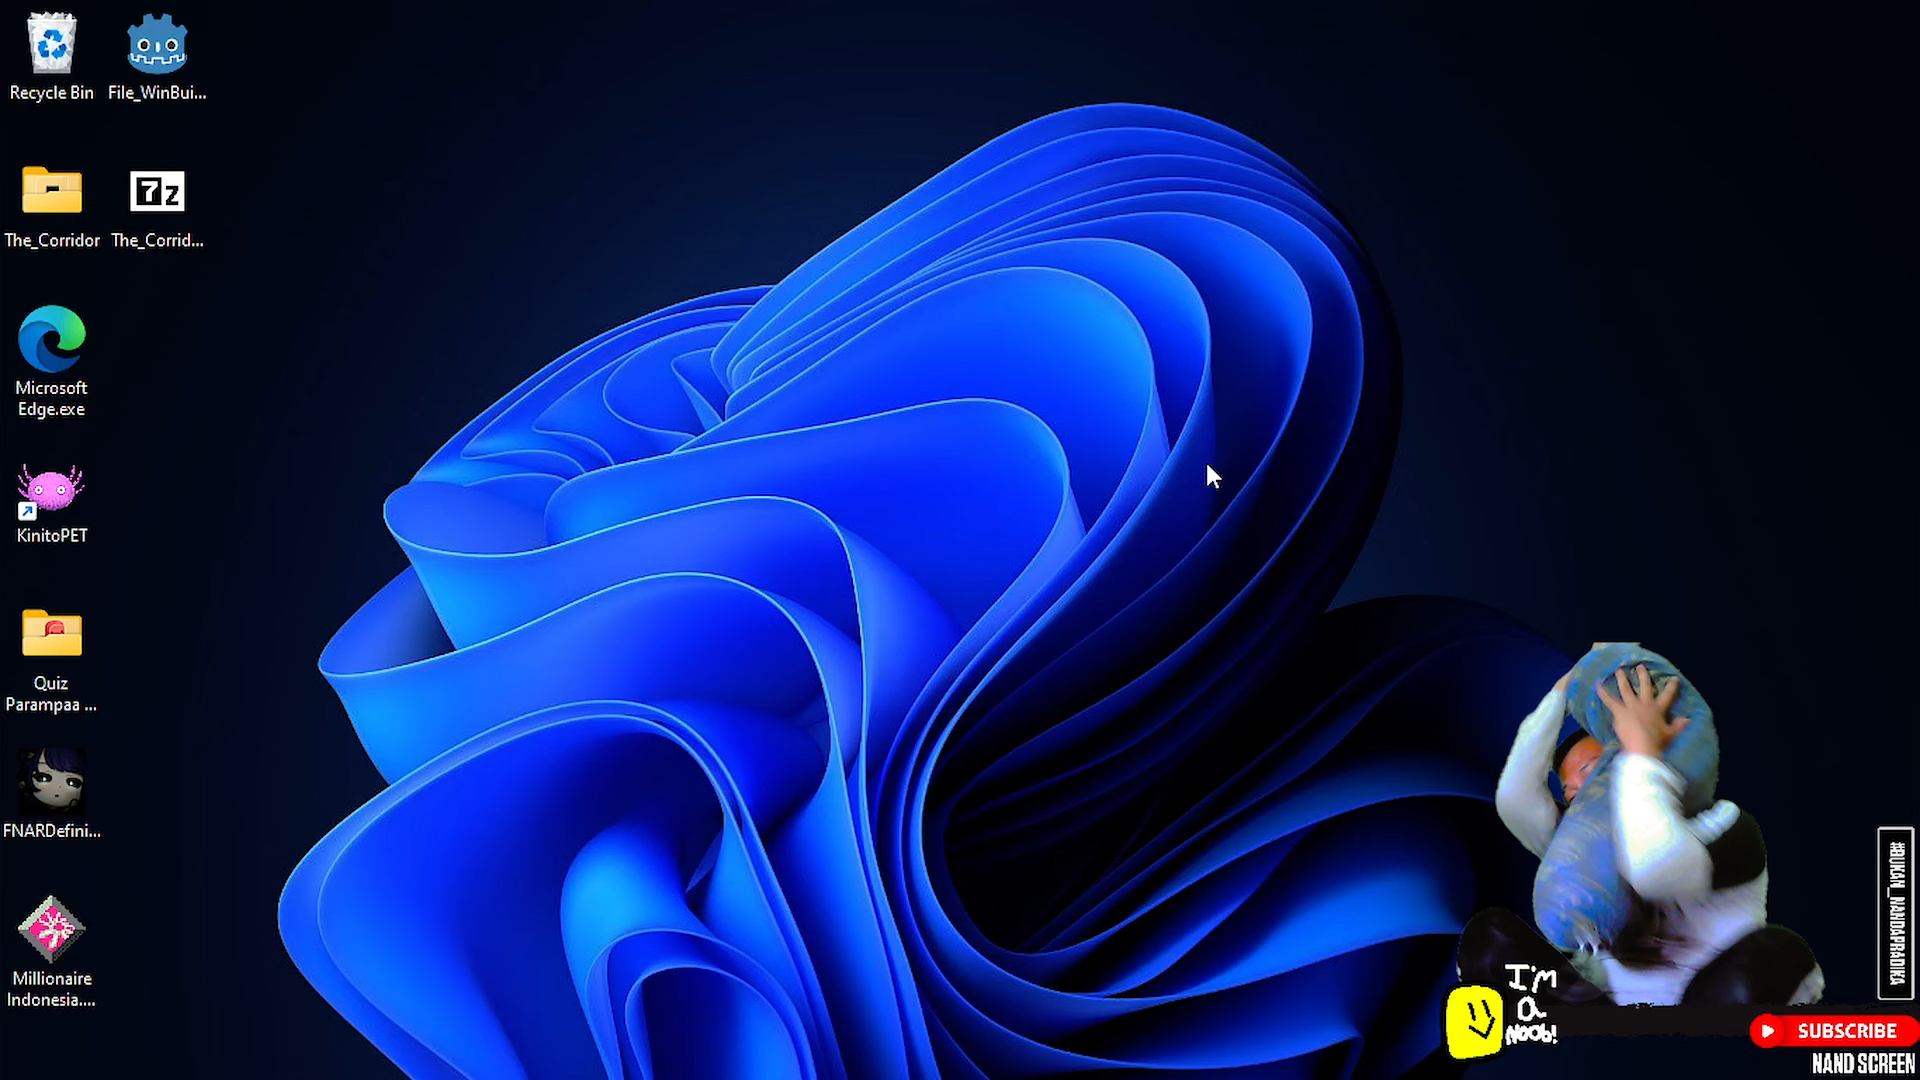 Recycle Bin
File_WinBui...
The_Corridor
The_Corrid...
7z
Microsoft
Edge.exe
KinitoPET
Quiz
Parampaa ...
FNARDefini...
Millionaire
Indonesia....
I'm
a
Noob!
#BUKAN_NANDAPRADIKA
SUBSCRIBE
NAND SCREEN